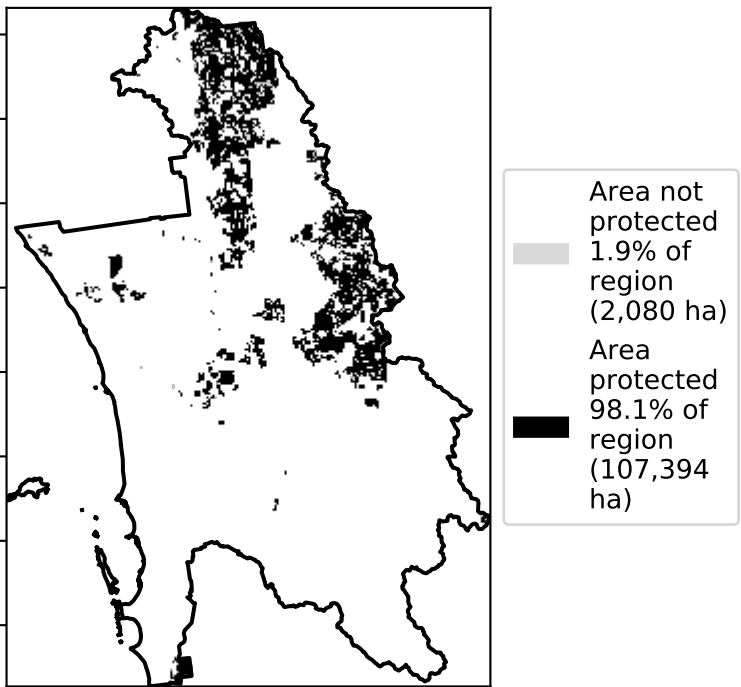 Area not
protected
1.9% of
region
(2,080 ha)
Area
protected
98.1% of
region
(107,394
ha)